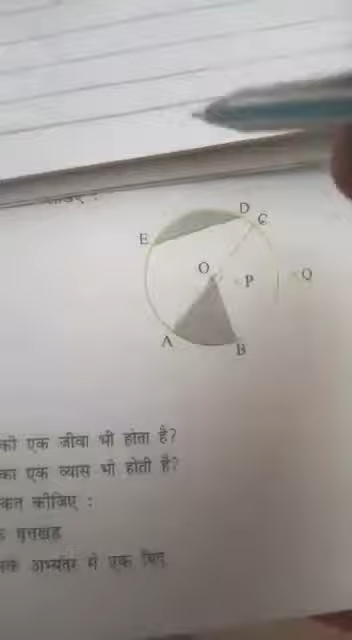 D
C
E
O
P
Q
A
B
को एक जीवा भी होता है?
का एक व्यास भी होती है?
कित कीजिए :
वृत्तखंड
अभ्यंतर में एक बिंदु